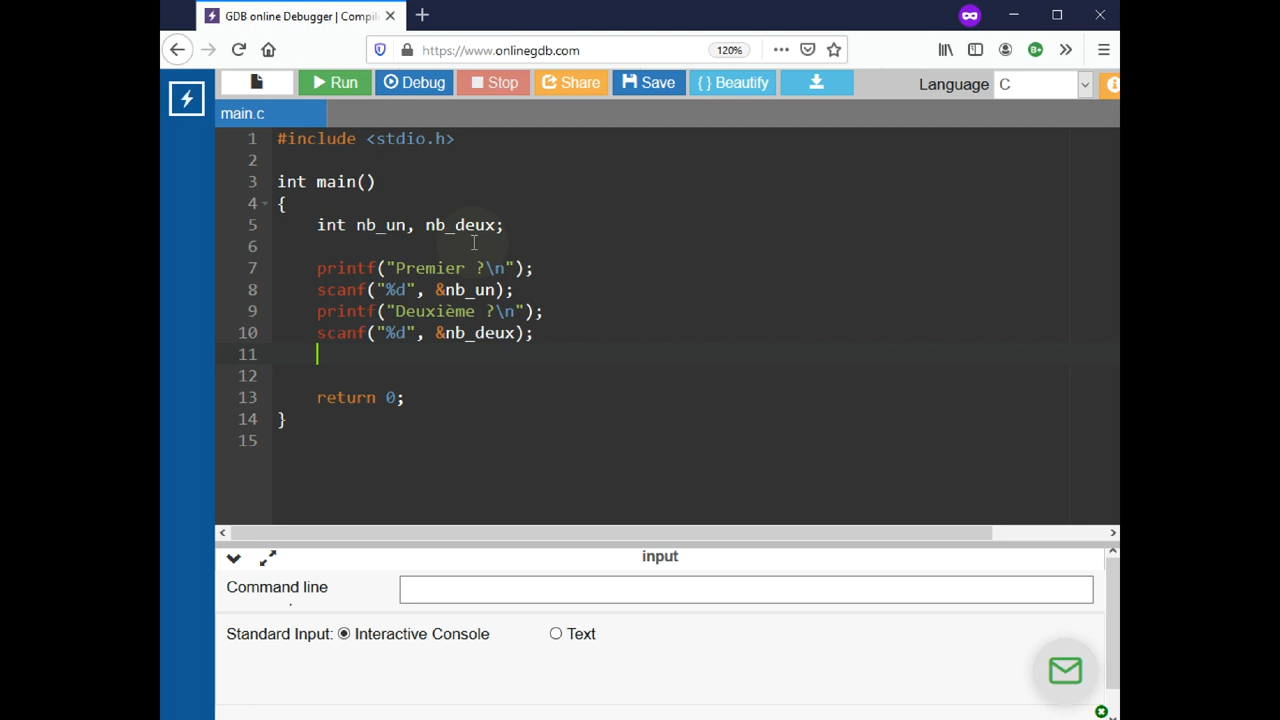 GDB online Debugger | Compile
https://www.onlinegdb.com
120%
Run
Debug
Stop
Share
Save
{ } Beautify
Language
C
main.c
1 #include <stdio.h>
2
3 int main()
4 {
5 int nb_un, nb_deux;
6
7 printf("Premier ?\n");
8 scanf("%d", &nb_un);
9 printf("Deuxième ?\n");
10 scanf("%d", &nb_deux);
11
12
13 return 0;
14 }
15
input
Command line
Standard Input: Interactive Console Text